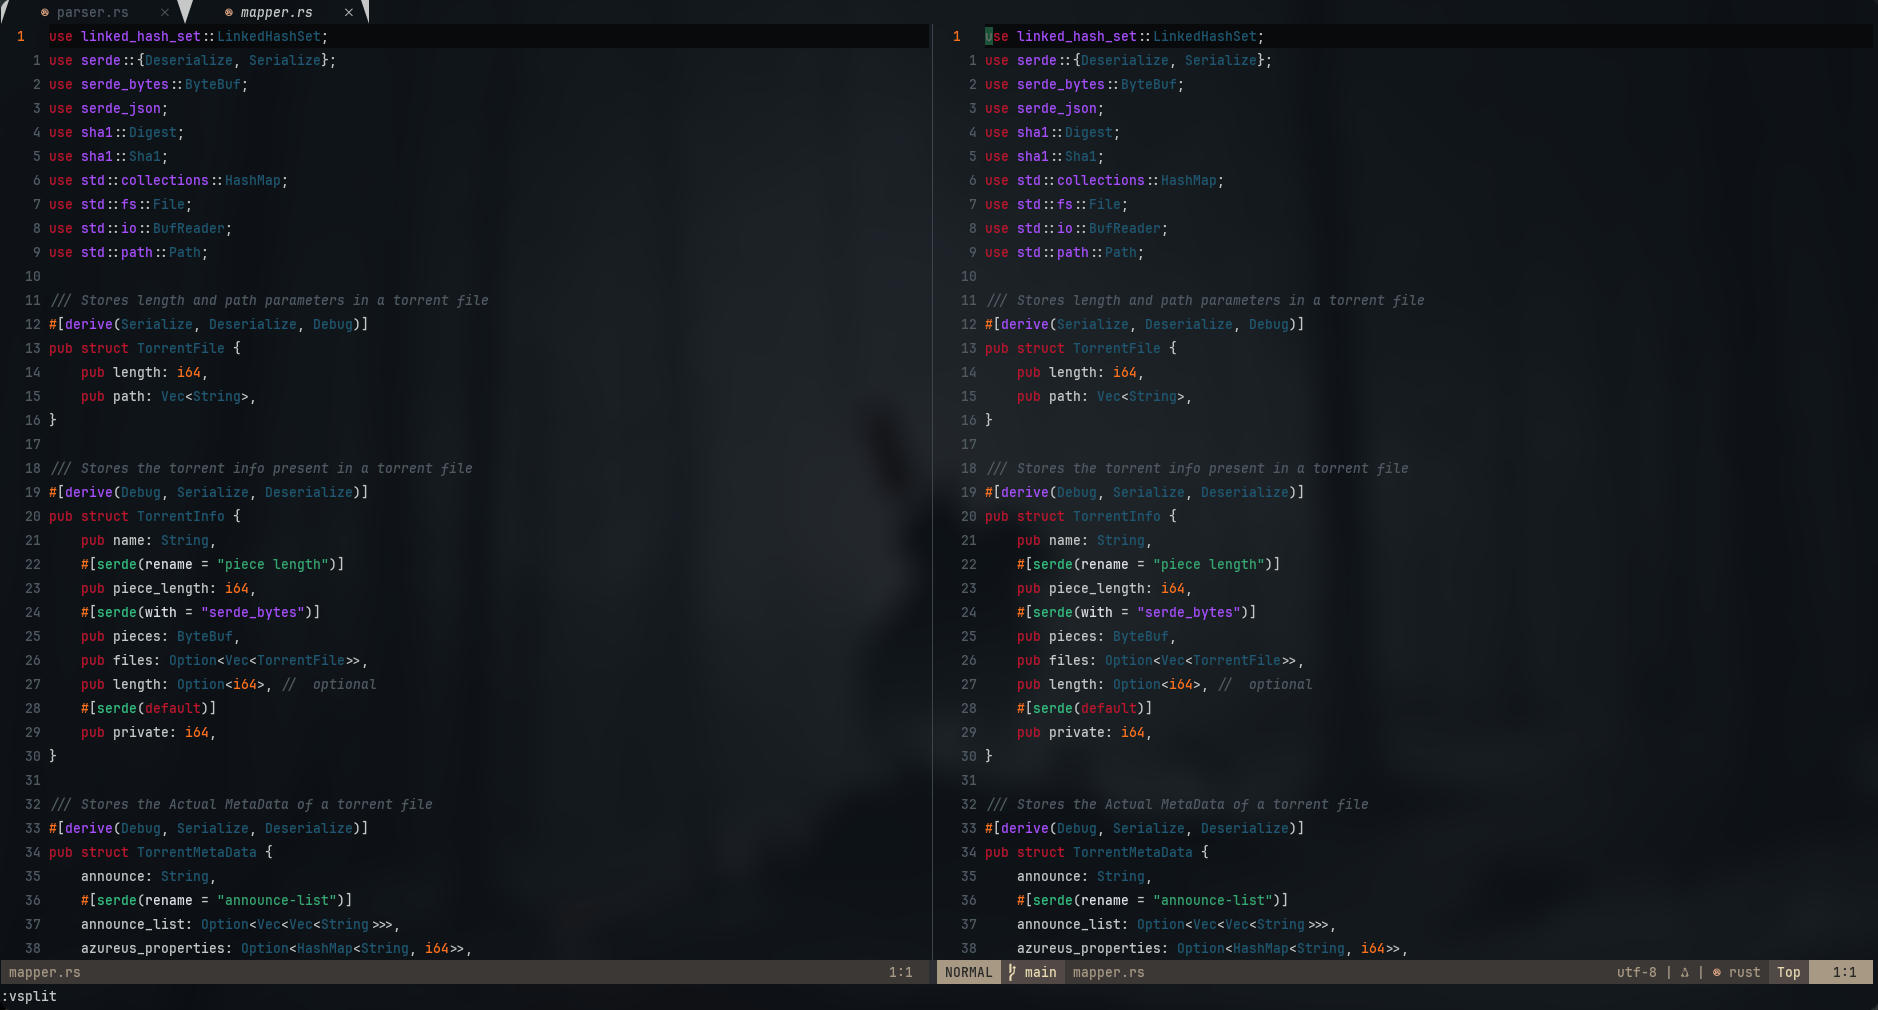 parser.rs × mapper.rs ×
1 use linked_hash_set::LinkedHashSet;
1 use serde::{Deserialize, Serialize};
2 use serde_bytes::ByteBuf;
3 use serde_json;
4 use sha1::Digest;
5 use sha1::Sha1;
6 use std::collections::HashMap;
7 use std::fs::File;
8 use std::io::BufReader;
9 use std::path::Path;
10
11 /// Stores length and path parameters in a torrent file
12 #[derive(Serialize, Deserialize, Debug)]
13 pub struct TorrentFile {
14     pub length: i64,
15     pub path: Vec<String>,
16 }
17
18 /// Stores the torrent info present in a torrent file
19 #[derive(Debug, Serialize, Deserialize)]
20 pub struct TorrentInfo {
21     pub name: String,
22     #[serde(rename = "piece length")]
23     pub piece_length: i64,
24     #[serde(with = "serde_bytes")]
25     pub pieces: ByteBuf,
26     pub files: Option<Vec<TorrentFile>>,
27     pub length: Option<i64>, //  optional
28     #[serde(default)]
29     pub private: i64,
30 }
31
32 /// Stores the Actual MetaData of a torrent file
33 #[derive(Debug, Serialize, Deserialize)]
34 pub struct TorrentMetaData {
35     announce: String,
36     #[serde(rename = "announce-list")]
37     announce_list: Option<Vec<Vec<String>>>,
38     azureus_properties: Option<HashMap<String, i64>>,
mapper.rs 1:1
1 use linked_hash_set::LinkedHashSet;
1 use serde::{Deserialize, Serialize};
2 use serde_bytes::ByteBuf;
3 use serde_json;
4 use sha1::Digest;
5 use sha1::Sha1;
6 use std::collections::HashMap;
7 use std::fs::File;
8 use std::io::BufReader;
9 use std::path::Path;
10
11 /// Stores length and path parameters in a torrent file
12 #[derive(Serialize, Deserialize, Debug)]
13 pub struct TorrentFile {
14     pub length: i64,
15     pub path: Vec<String>,
16 }
17
18 /// Stores the torrent info present in a torrent file
19 #[derive(Debug, Serialize, Deserialize)]
20 pub struct TorrentInfo {
21     pub name: String,
22     #[serde(rename = "piece length")]
23     pub piece_length: i64,
24     #[serde(with = "serde_bytes")]
25     pub pieces: ByteBuf,
26     pub files: Option<Vec<TorrentFile>>,
27     pub length: Option<i64>, //  optional
28     #[serde(default)]
29     pub private: i64,
30 }
31
32 /// Stores the Actual MetaData of a torrent file
33 #[derive(Debug, Serialize, Deserialize)]
34 pub struct TorrentMetaData {
35     announce: String,
36     #[serde(rename = "announce-list")]
37     announce_list: Option<Vec<Vec<String>>>,
38     azureus_properties: Option<HashMap<String, i64>>,
NORMAL main mapper.rs utf-8 | | rust Top 1:1
:vsplit